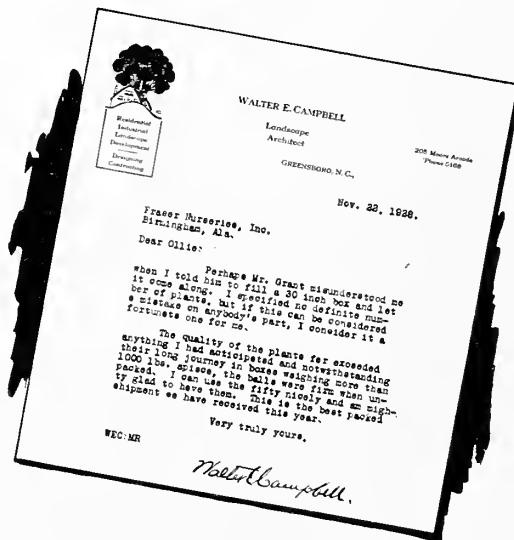 WALTER E. CAMPBELL
Landscape
Architect
GREENSBORO, N.C.,
205 Moore Arcade
'Phone 5168
Residential
Industrial
Landscape
Development
Designing
Contracting
Nov. 22, 1928.
Fraser Nurseries, Inc.
Birmingham, Ala.
Dear Ollie:
Perhaps Mr. Grant misunderstood me
when I told him to fill a 30 inch box and let
it come along. I specified no definite num-
ber of plants, but if this can be considered
a mistake on anybody's part, I consider it a
fortunate one for me.
The quality of the plants far exceeded
anything I had acticipated and notwithstanding
their long journey in boxes weighing more than
1000 lbs. apiece, the balls were firm when un-
packed. I can use the fifty nicely and am migh-
ty glad to have them. This is the best packed
shipment we have received this year.
Very truly yours,
WEC:MR
Walter E Campbell.